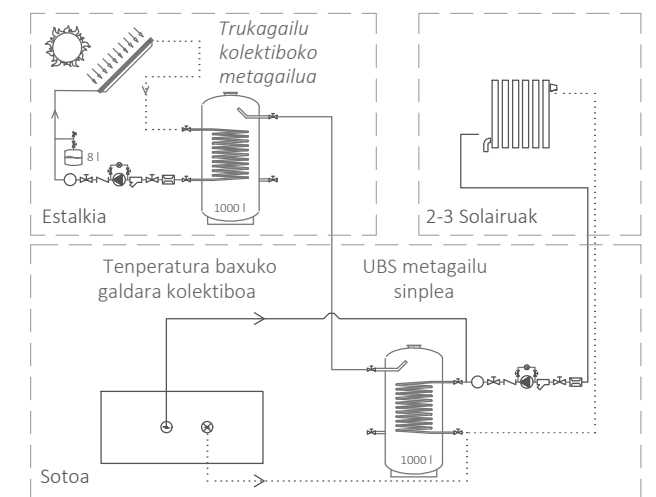 Trukagailu
kolektiboko
metagailua
8 l
1000 l
Estalkia
2-3 Solairuak
Tenperatura baxuko
galdara kolektiboa
UBS metagailu
sinplea
1000 l
Sotoa